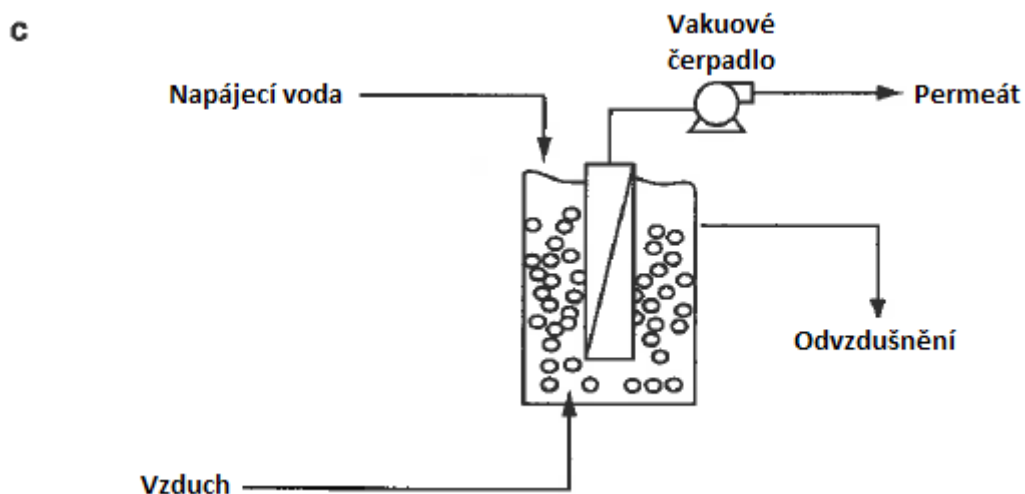 c
Vakuové
čerpadlo
Napájecí voda
Permeát
Odvzdušnění
Vzduch